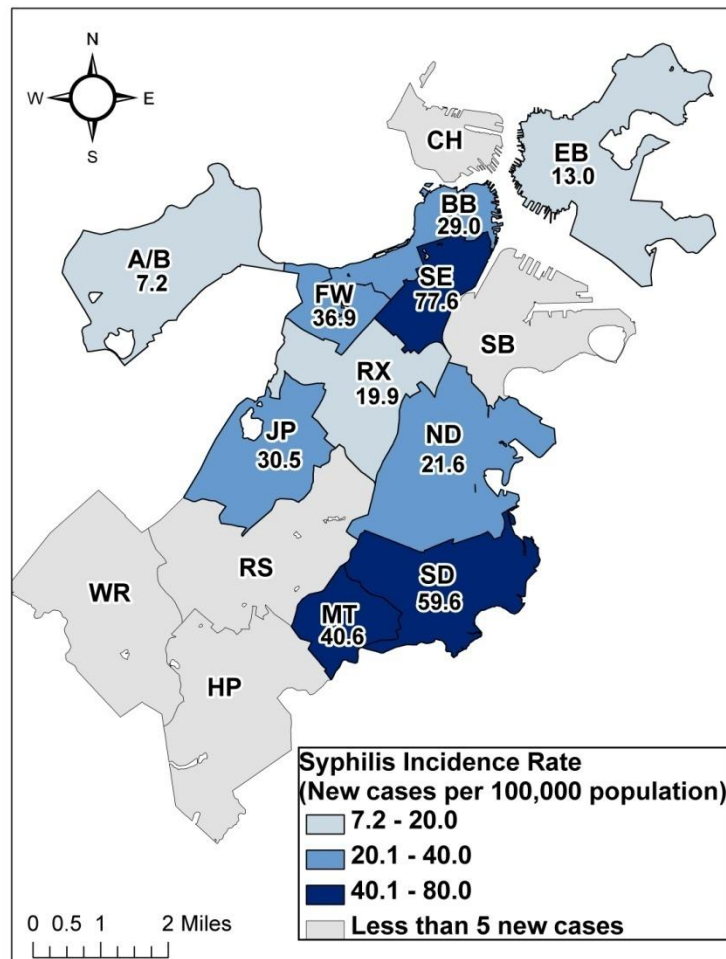 N
W E
S
CH
EB
13.0
BB
29.0
A/B
7.2
SE
77.6
FW
36.9
SB
RX
19.9
JP
30.5
ND
21.6
RS
WR
SD
59.6
MT
40.6
HP
Syphilis Incidence Rate
(New cases per 100,000 population)
7.2 - 20.0
20.1 - 40.0
40.1 - 80.0
Less than 5 new cases
0 0.5 1 2 Miles